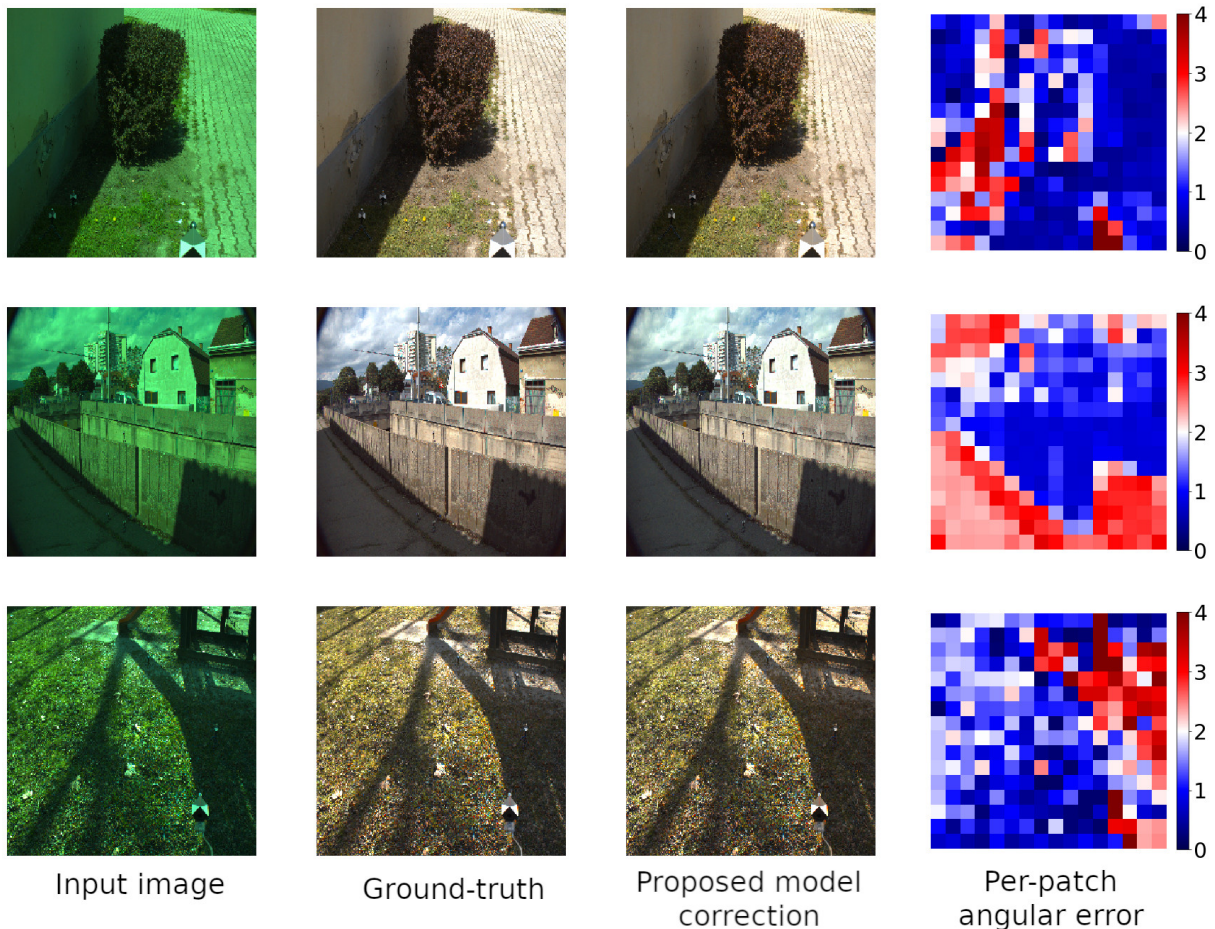 4
3
2
1
0
4
3
2
1
0
4
3
2
1
0
Input image
Ground-truth
Proposed model
correction
Per-patch
angular error